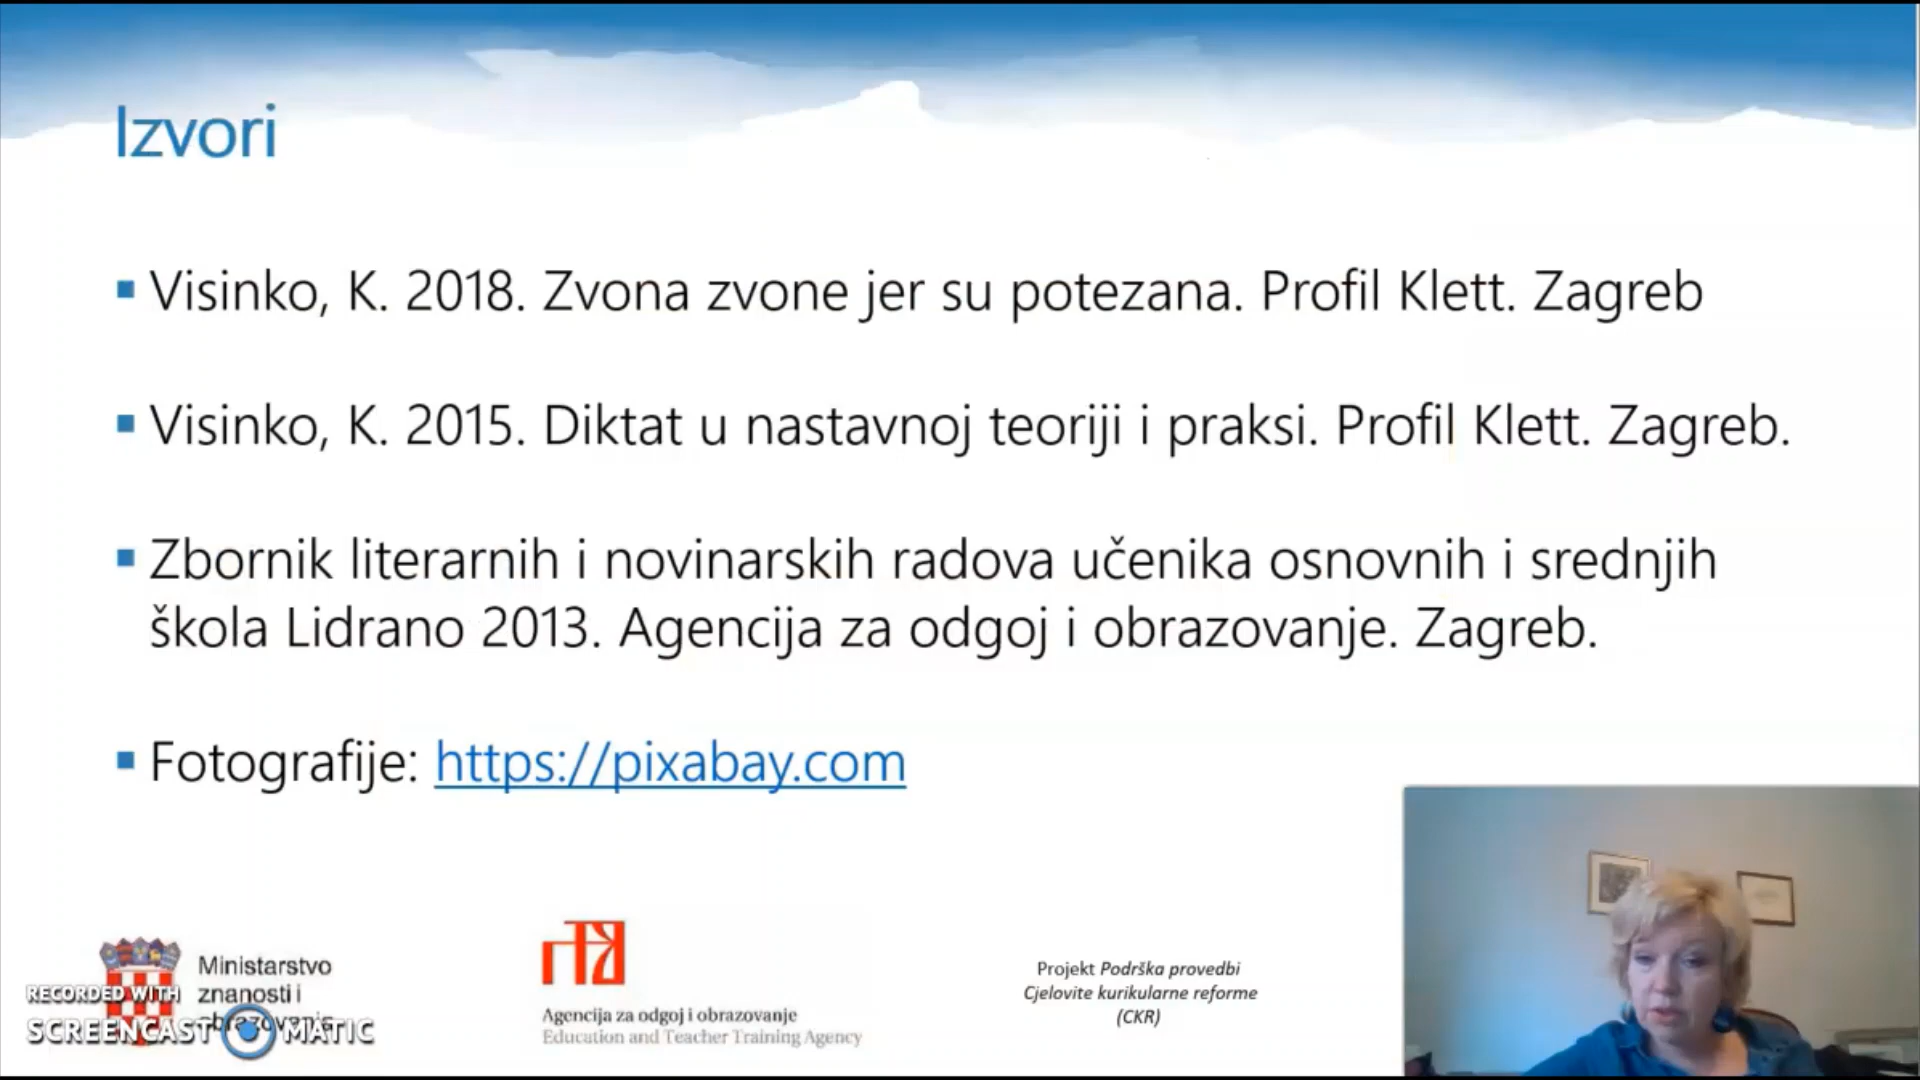 Izvori
Visinko, K. 2018. Zvona zvone jer su potezana. Profil Klett. Zagreb
Visinko, K. 2015. Diktat u nastavnoj teoriji i praksi. Profil Klett. Zagreb.
Zbornik literarnih i novinarskih radova učenika osnovnih i srednjih
škola Lidrano 2013. Agencija za odgoj i obrazovanje. Zagreb.
Fotografije: https://pixabay.com
Ministarstvo
znanosti i
obrazovanja
RECORDED WITH
SCREENCAST MATIC
Agencija za odgoj i obrazovanje
Education and Teacher Training Agency
Projekt Podrška provedbi
Cjelovite kurikularne reforme
(CKR)